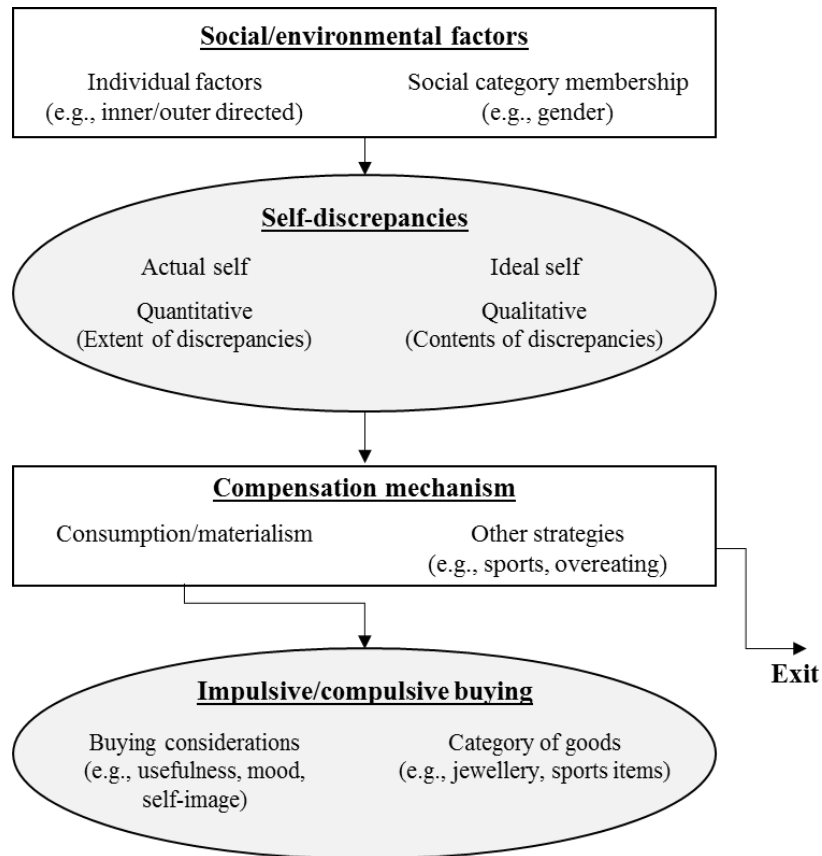 Social/environmental factors
Individual factors
(e.g., inner/outer directed)
Social category membership
(e.g., gender)
Self-discrepancies
Actual self
Ideal self
Quantitative
(Extent of discrepancies)
Qualitative
(Contents of discrepancies)
Compensation mechanism
Consumption/materialism
Other strategies
(e.g., sports, overeating)
Exit
Impulsive/compulsive buying
Buying considerations
(e.g., usefulness, mood,
self-image)
Category of goods
(e.g., jewellery, sports items)